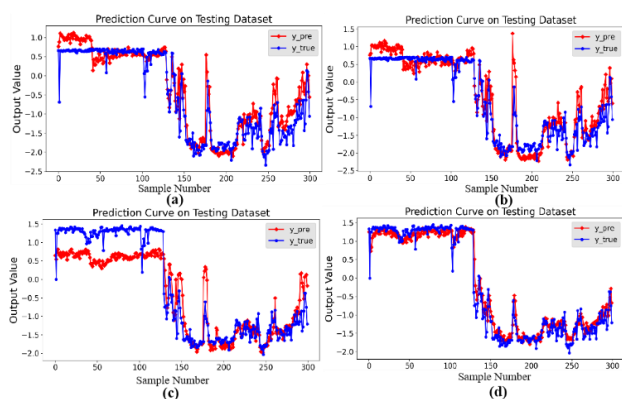 Prediction Curve on Testing Dataset
Output Value
1.0
0.5
0.0
-0.5
-1.0
-1.5
-2.0
-2.5
y_pre
y_true
0 50 100 150 200 250 300
Sample Number
(a)
Prediction Curve on Testing Dataset
Output Value
1.5
1.0
0.5
0.0
-0.5
-1.0
-1.5
-2.0
-2.5
y_pre
y_true
0 50 100 150 200 250 300
Sample Number
(b)
Prediction Curve on Testing Dataset
Output Value
1.5
1.0
0.5
0.0
-0.5
-1.0
-1.5
-2.0
y_pre
y_true
0 50 100 150 200 250 300
Sample Number
(c)
Prediction Curve on Testing Dataset
Output Value
1.5
1.0
0.5
0.0
-0.5
-1.0
-1.5
-2.0
y_pre
y_true
0 50 100 150 200 250 300
Sample Number
(d)